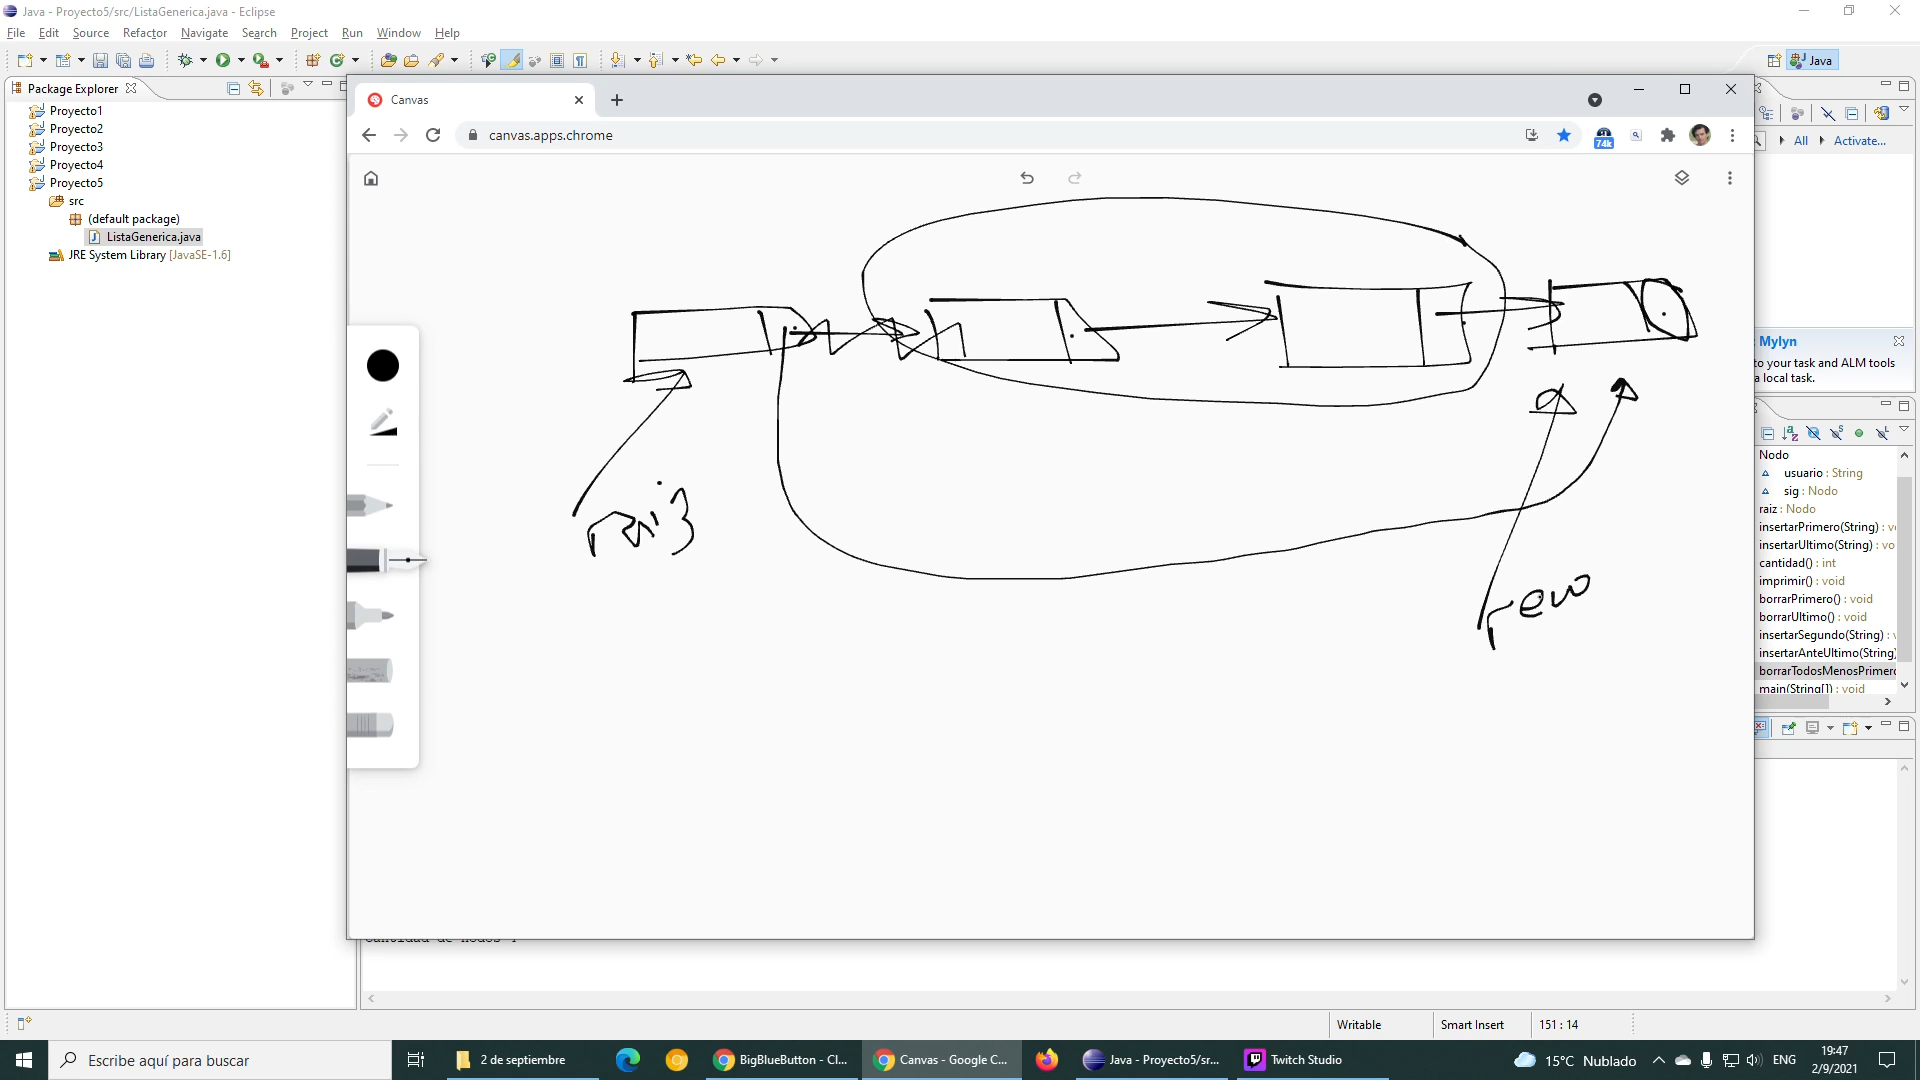 Java - Proyecto5/src/ListaGenerica.java - Eclipse
File Edit Source Refactor Navigate Search Project Run Window Help
Java
Package Explorer
Proyecto1
Proyecto2
Proyecto3
Proyecto4
Proyecto5
src
(default package)
ListaGenerica.java
JRE System Library [JavaSE-1.6]
Canvas
canvas.apps.chrome
74k
raiz
reco
All Activate...
Mylyn
to your task and ALM tools
a local task.
Nodo
usuario : String
sig : Nodo
raiz : Nodo
insertarPrimero(String) : v
insertarUltimo(String) : vo
cantidad() : int
imprimir() : void
borrarPrimero() : void
borrarUltimo() : void
insertarSegundo(String) :
insertarAnteUltimo(String)
borrarTodosMenosPrimero
main(String[]) : void
Writable Smart Insert 151 : 14
Escribe aquí para buscar
2 de septiembre
BigBlueButton - Cl...
Canvas - Google C...
Java - Proyecto5/sr...
Twitch Studio
15°C Nublado
ENG
19:47
2/9/2021